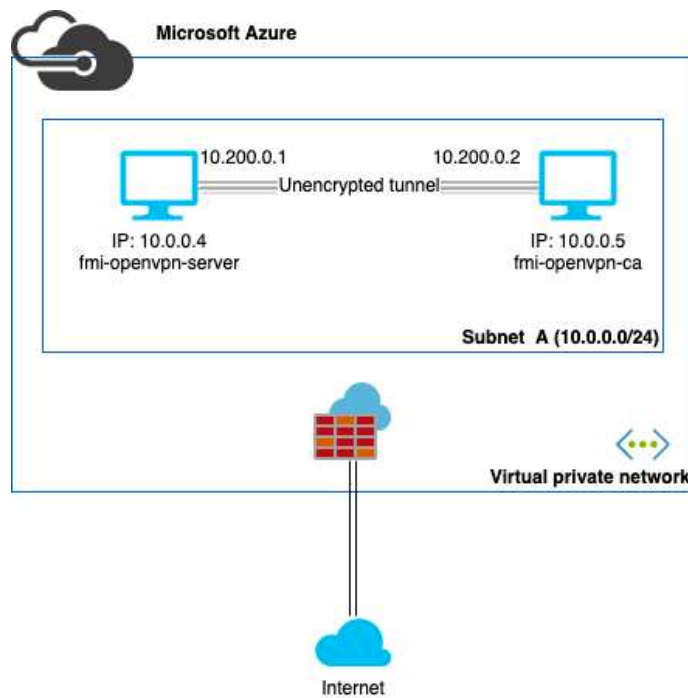 Microsoft Azure
10.200.0.1
10.200.0.2
Unencrypted tunnel
IP: 10.0.0.4
fmi-openvpn-server
IP: 10.0.0.5
fmi-openvpn-ca
Subnet A (10.0.0.0/24)
Virtual private network
Internet